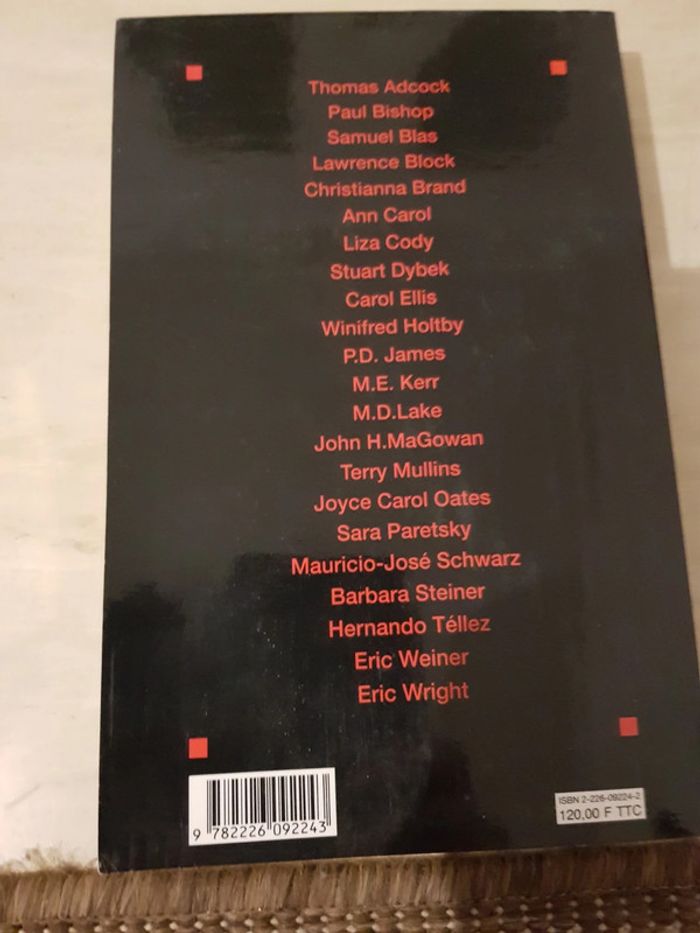 Thomas Adcock
Paul Bishop
Samuel Blas
Lawrence Block
Christianna Brand
Ann Carol
Liza Cody
Stuart Dybek
Carol Ellis
Winifred Holtby
P.D. James
M.E. Kerr
M.D.Lake
John H.MaGowan
Terry Mullins
Joyce Carol Oates
Sara Paretsky
Mauricio-José Schwarz
Barbara Steiner
Hernando Téllez
Eric Weiner
Eric Wright
9 782226 092243
ISBN 2-226-09224-2
120,00 F TTC